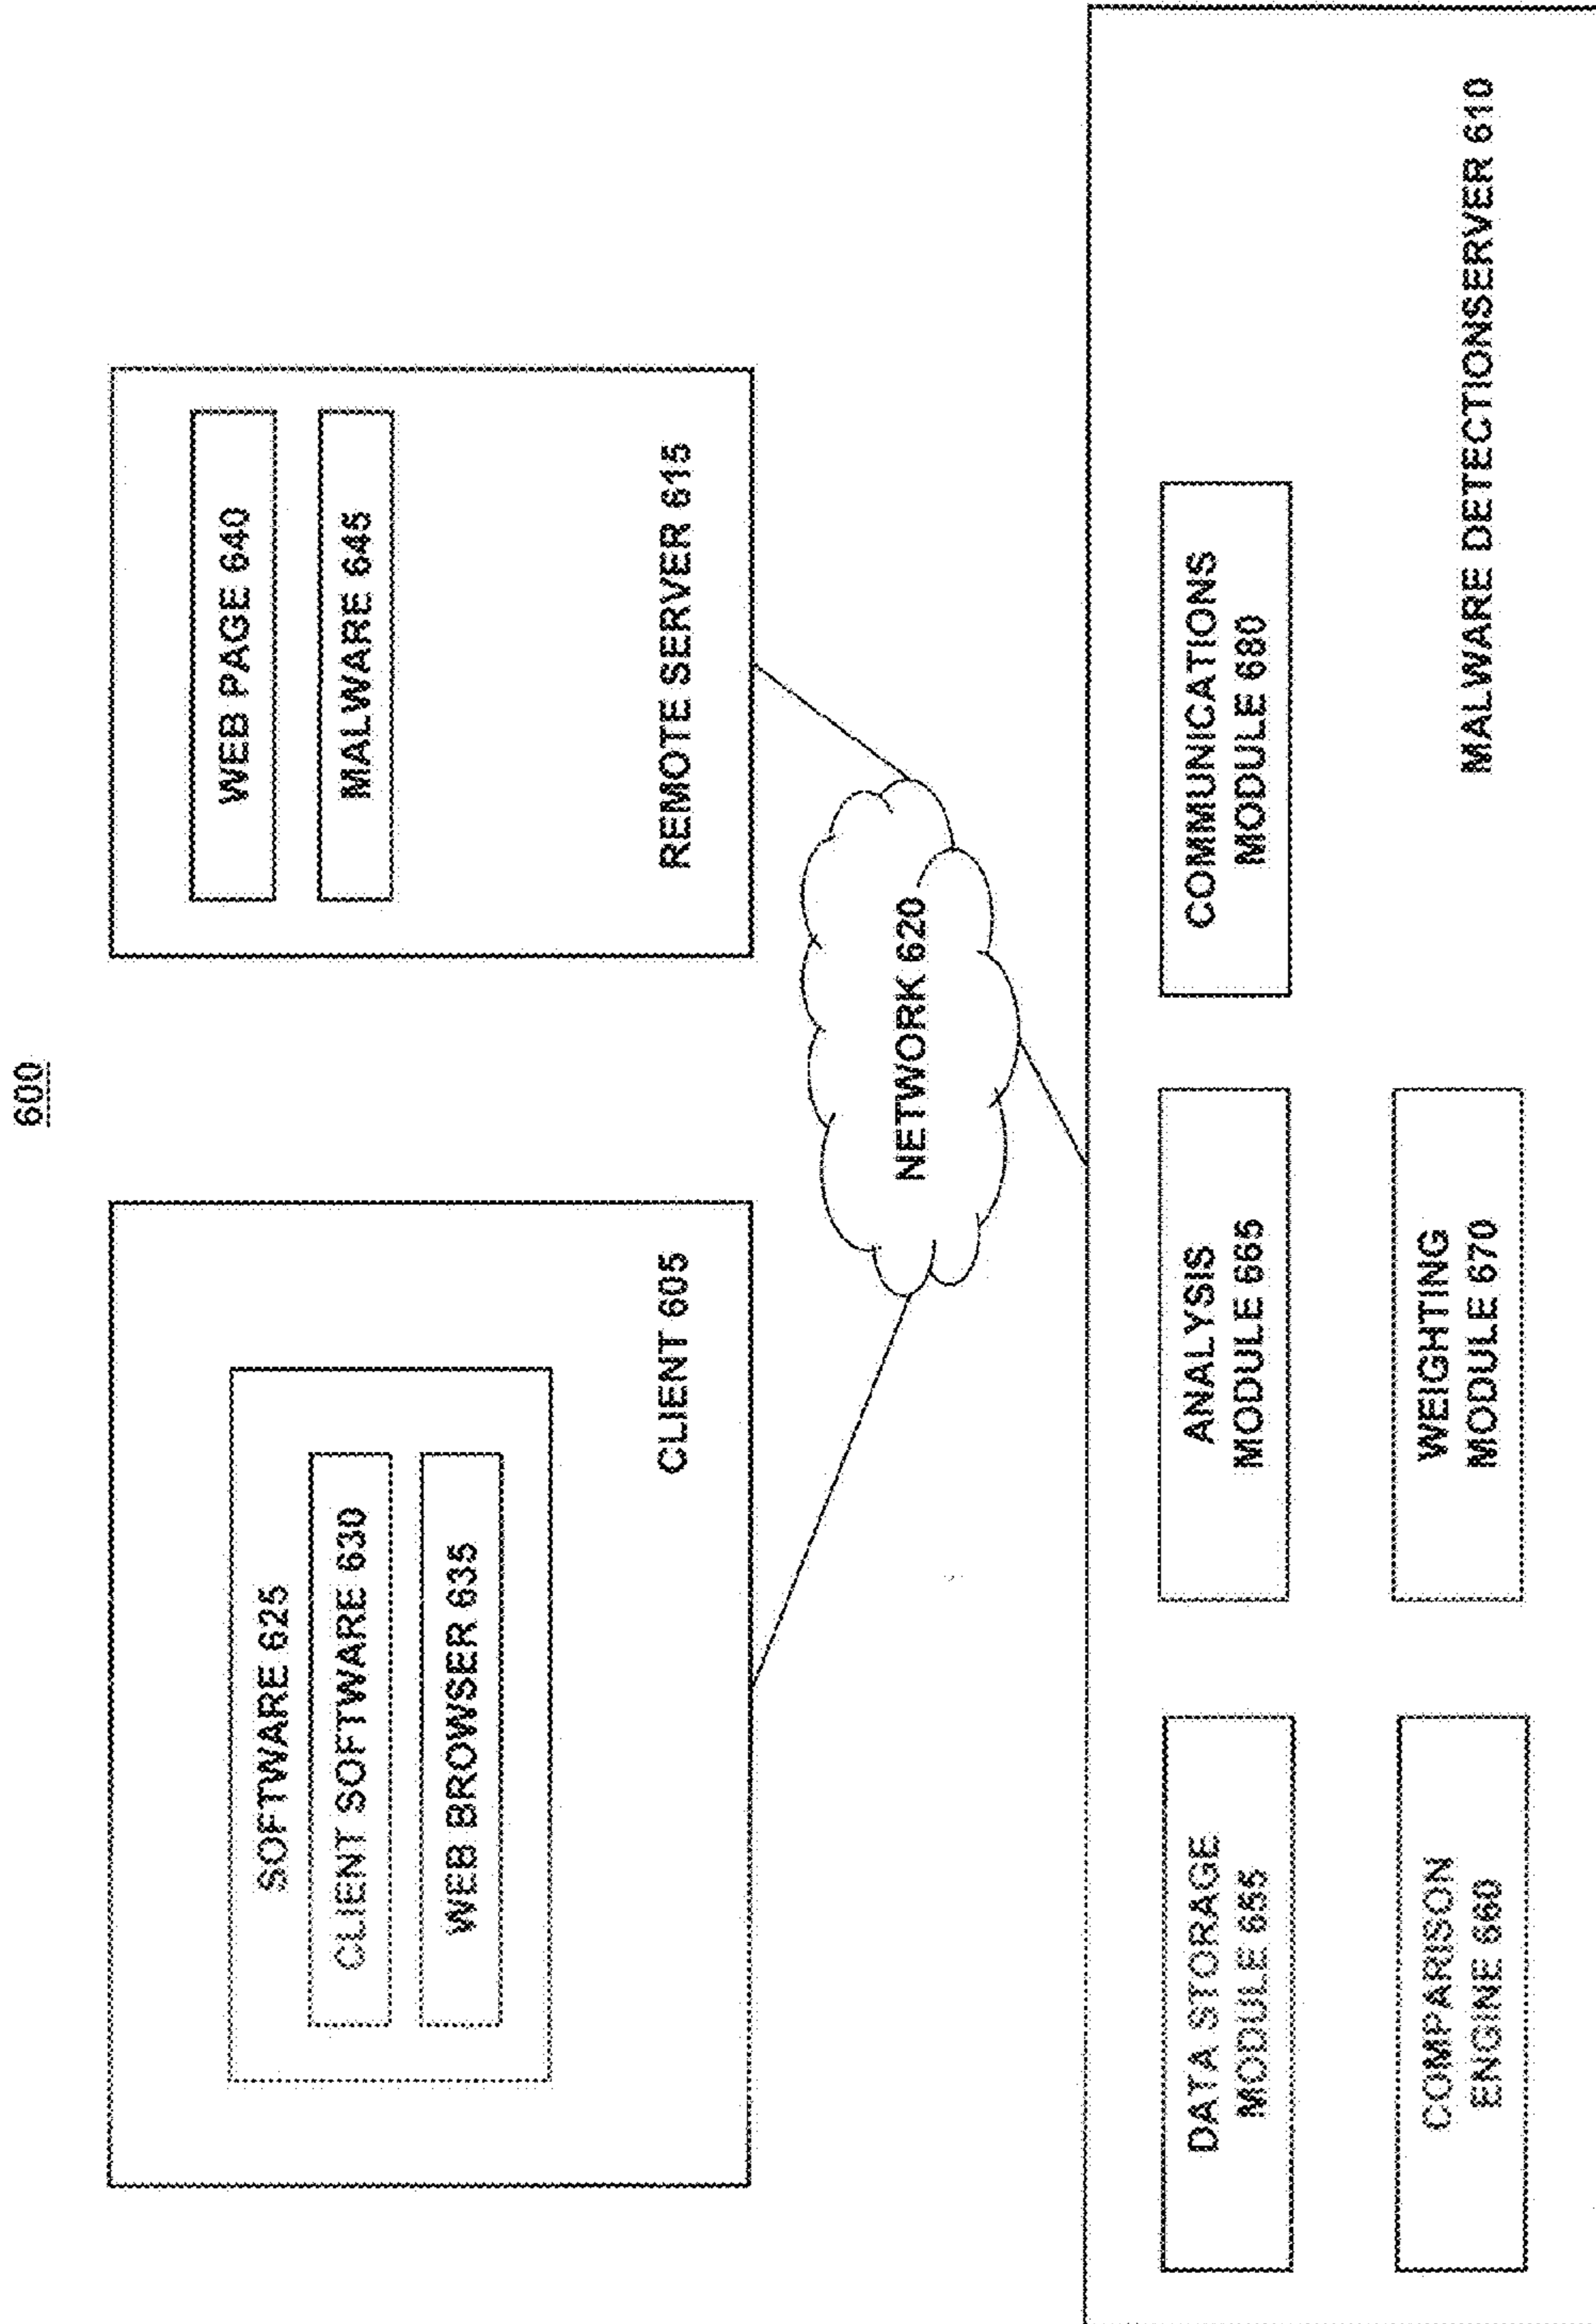 600
SOFTWARE 625
CLIENT SOFTWARE 630
WEB BROWSER 635
CLIENT 605
WEB PAGE 640
MALWARE 645
REMOTE SERVER 615
NETWORK 620
DATA STORAGE
MODULE 655
ANALYSIS
MODULE 665
COMMUNICATIONS
MODULE 680
COMPARISON
ENGINE 660
WEIGHTING
MODULE 670
MALWARE DETECTIONSERVER 610